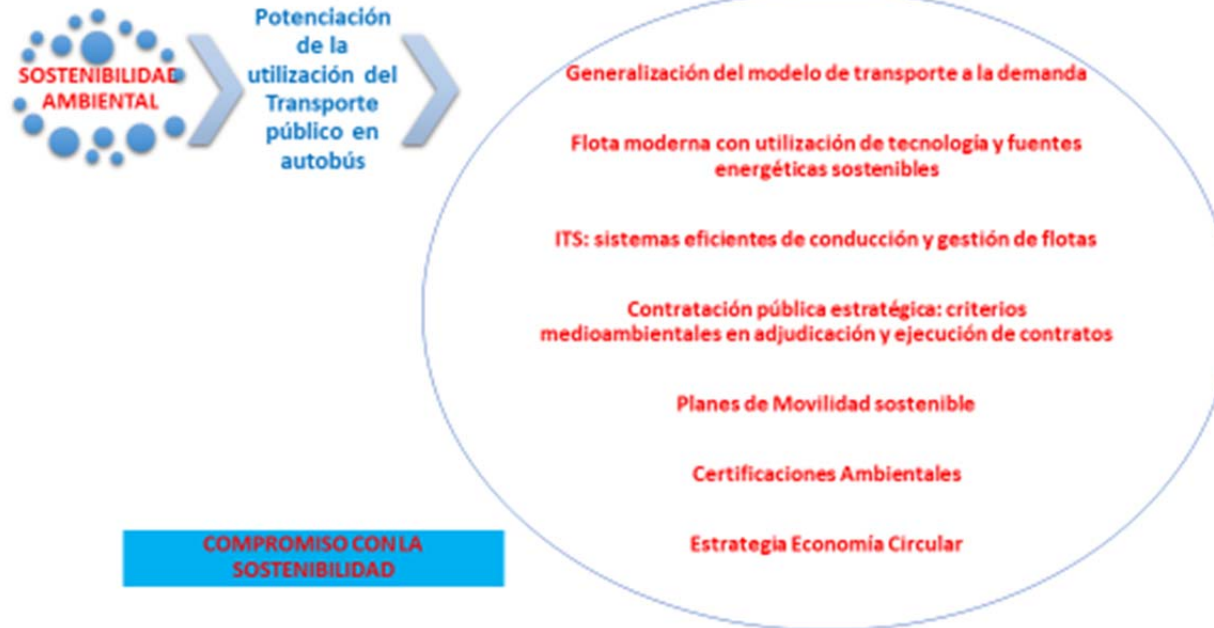 SOSTENIBILIDAD
AMBIENTAL
Potenciación
de la
utilización del
Transporte
público en
autobús
Generalización del modelo de transporte a la demanda
Flota moderna con utilización de tecnología y fuentes
energéticas sostenibles
ITS: sistemas eficientes de conducción y gestión de flotas
Contratación pública estratégica: criterios
medioambientales en adjudicación y ejecución de contratos
Planes de Movilidad sostenible
Certificaciones Ambientales
Estrategia Economía Circular
COMPROMISO CON LA
SOSTENIBILIDAD